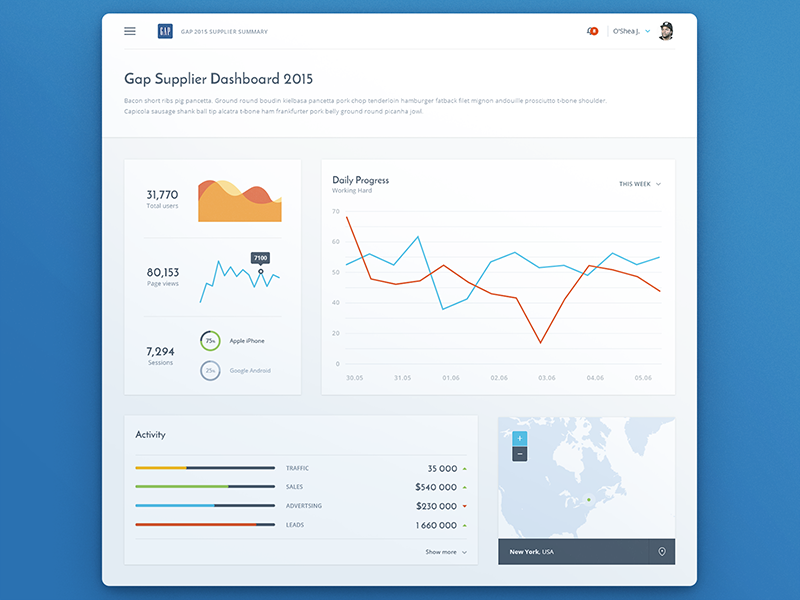 GAP
GAP 2015 SUPPLIER SUMMARY
O'Shea J.
Gap Supplier Dashboard 2015
Bacon short ribs pig pancetta. Ground round boudin kielbasa pancetta pork chop tenderloin hamburger fatback filet mignon andouille prosciutto t-bone shoulder.
Capicola sausage shank ball tip alcatra t-bone ham frankfurter pork belly ground round picanha jowl.
31,770
Total users
7100
80,153
Page views
7,294
Sessions
75%
Apple iPhone
25%
Google Android
Daily Progress
Working Hard
THIS WEEK
70
60
50
40
20
0
30.05 31.05 01.06 02.06 03.06 04.06 05.06
Activity
TRAFFIC 35 000
SALES $540 000
ADVERTSING $230 000
LEADS 1 660 000
Show more
+
−
New York, USA